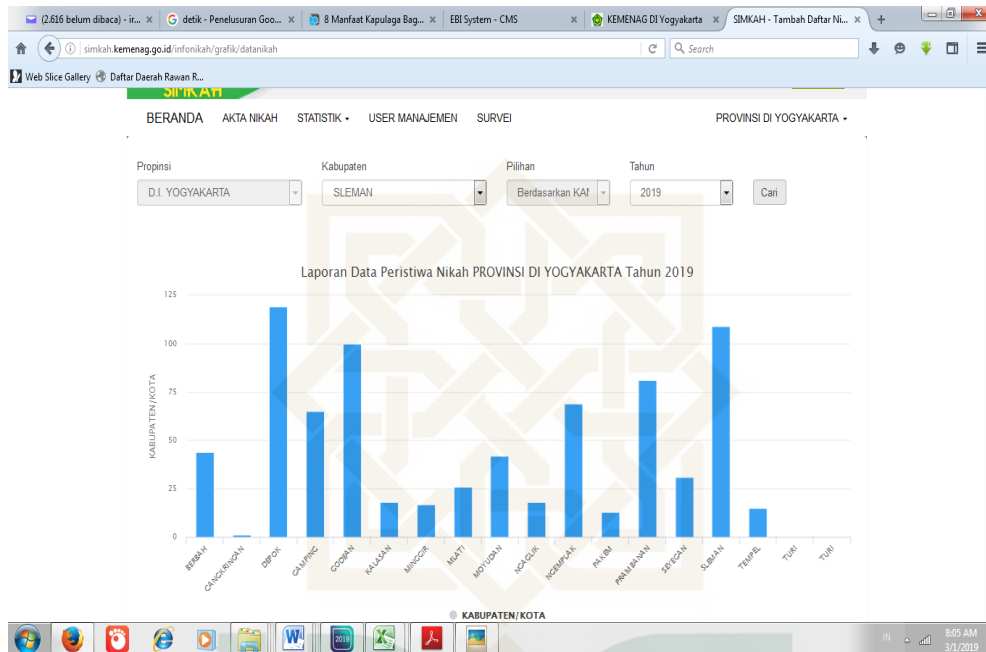 (2.616 belum dibaca) - ir...
detik - Penelusuran Goo...
8 Manfaat Kapulaga Bag...
EBI System - CMS
KEMENAG DI Yogyakarta
SIMKAH - Tambah Daftar Ni...
simkah.kemenag.go.id/infonikah/grafik/datanikah
Search
Web Slice Gallery
Daftar Daerah Rawan R...
SIMKAH
BERANDA AKTA NIKAH STATISTIK USER MANAJEMEN SURVEI PROVINSI DI YOGYAKARTA
Propinsi Kabupaten Pilihan Tahun
D.I. YOGYAKARTA SLEMAN Berdasarkan KAN 2019 Cari
Laporan Data Peristiwa Nikah PROVINSI DI YOGYAKARTA Tahun 2019
KABUPATEN/KOTA
125
100
75
50
25
0
BERBAH
CANGKRINGAN
DEPOK
GAMPING
GODEAN
KALASAN
MINGGIR
MLATI
MOYUDAN
NGAGLIK
NGEMPLAK
PAKEM
PRAMBANAN
SEYEGAN
SLEMAN
TEMPEL
TURI
TURI
KABUPATEN/KOTA
2019
IN
8:05 AM
3/1/2019